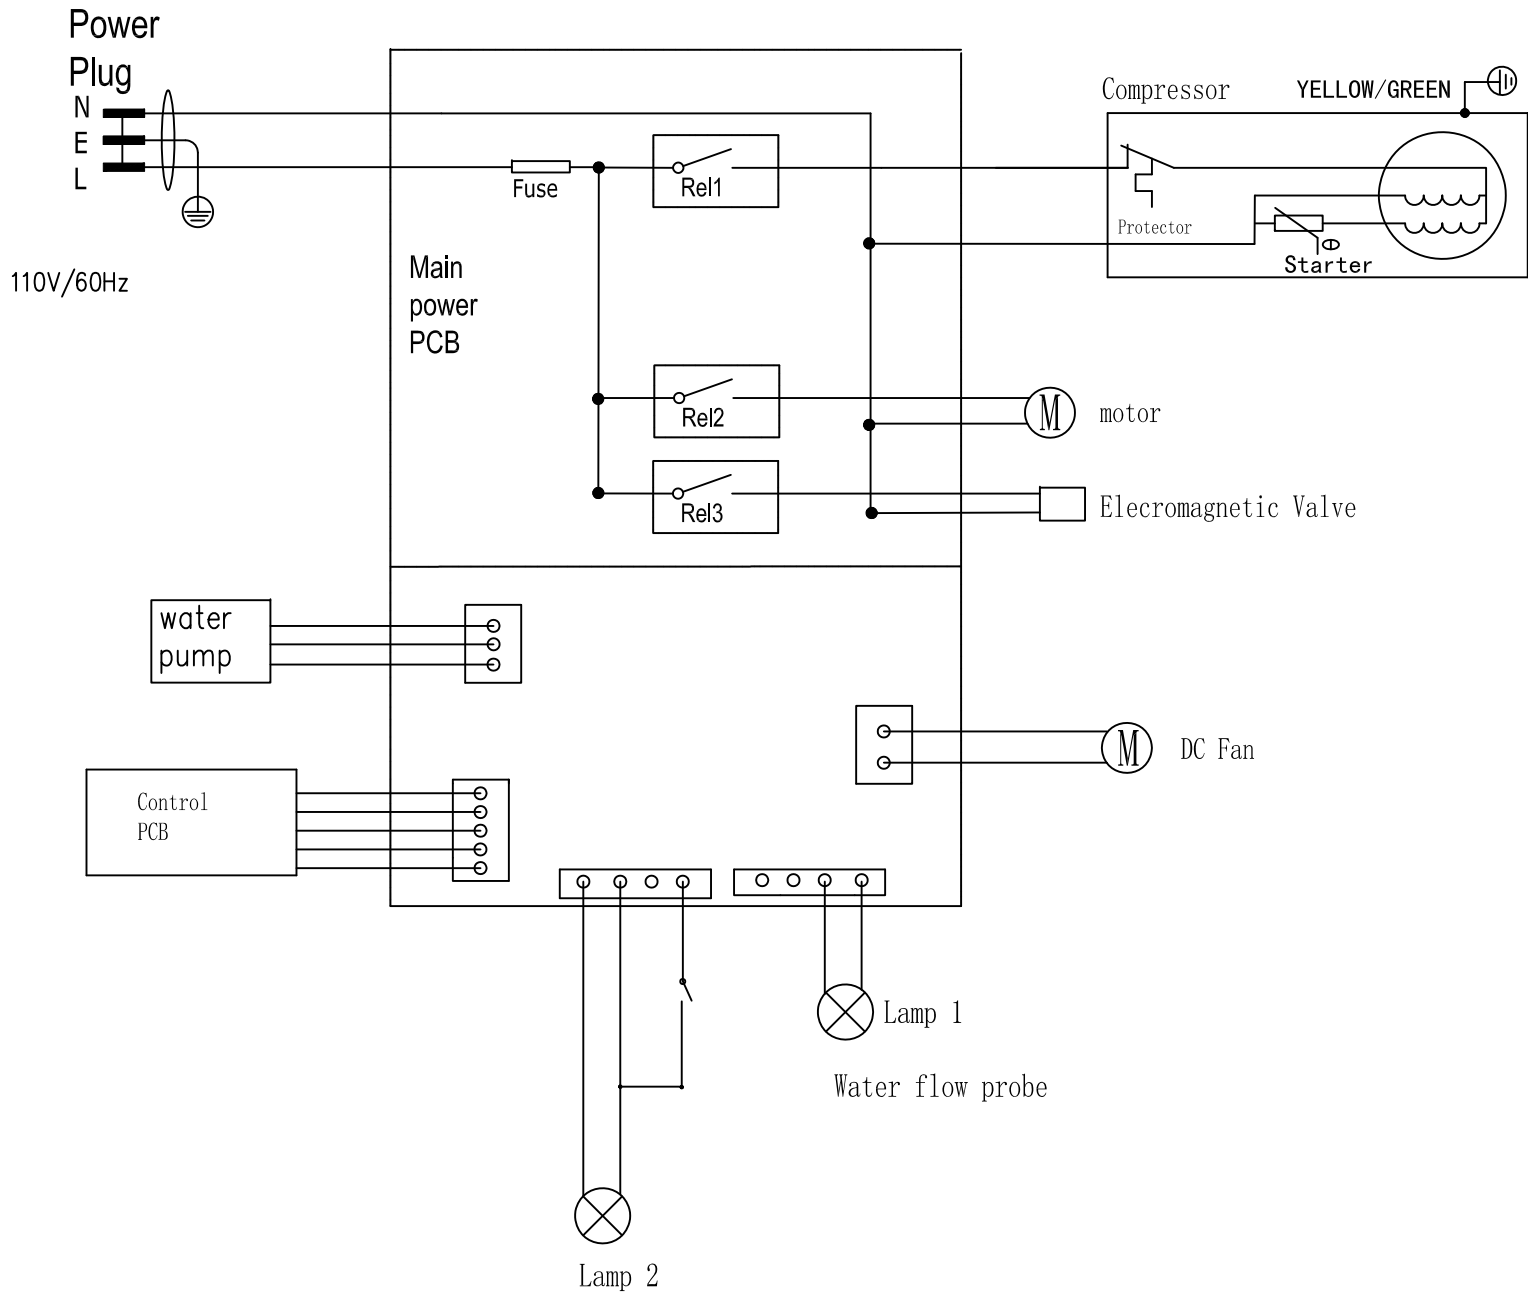 Power
Plug
N
E
L
110V/60Hz
Fuse
Rel1
Main
power
PCB
Rel2
Rel3
Compressor
YELLOW/GREEN
Protector
Starter
M
motor
Elecromagnetic Valve
water
pump
M
DC Fan
Control
PCB
Lamp 1
Water flow probe
Lamp 2